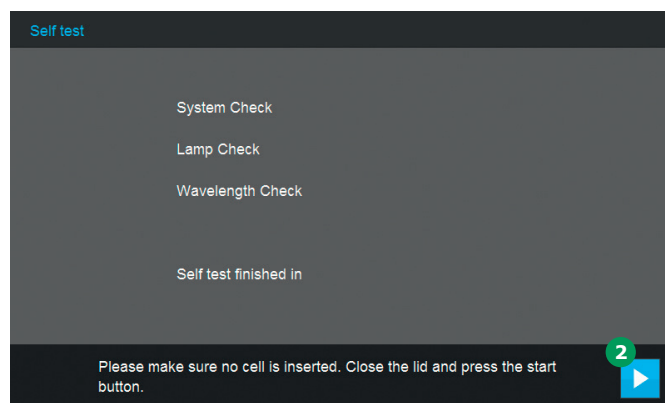 Self test
System Check
Lamp Check
Wavelength Check
Self test finished in
2
Please make sure no cell is inserted. Close the lid and press the start
button.